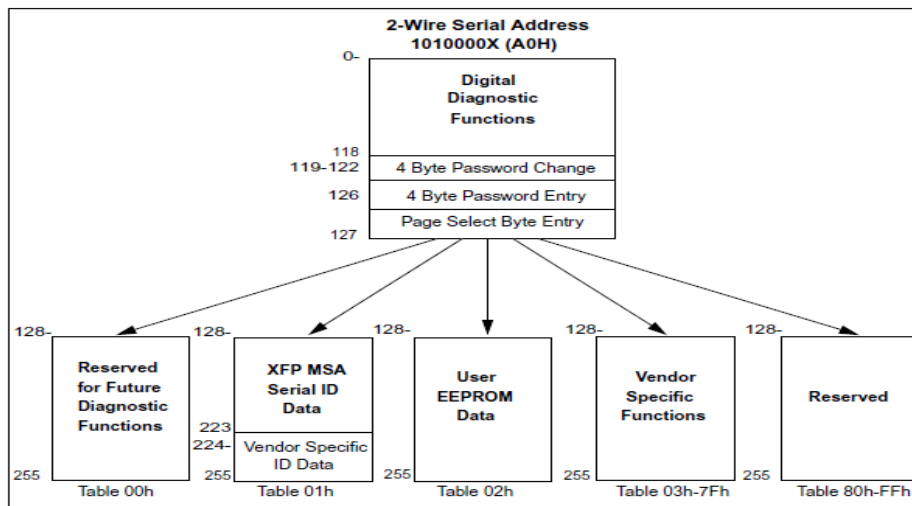 2-Wire Serial Address
1010000X (A0H)
0-
Digital
Diagnostic
Functions
118
119-122
4 Byte Password Change
126
4 Byte Password Entry
Page Select Byte Entry
127
128-
Reserved
for Future
Diagnostic
Functions
255
Table 00h
128-
XFP MSA
Serial ID
Data
223
224-
Vendor Specific
ID Data
255
Table 01h
128-
User
EEPROM
Data
255
Table 02h
128-
Vendor
Specific
Functions
255
Table 03h-7Fh
128-
Reserved
255
Table 80h-FFh